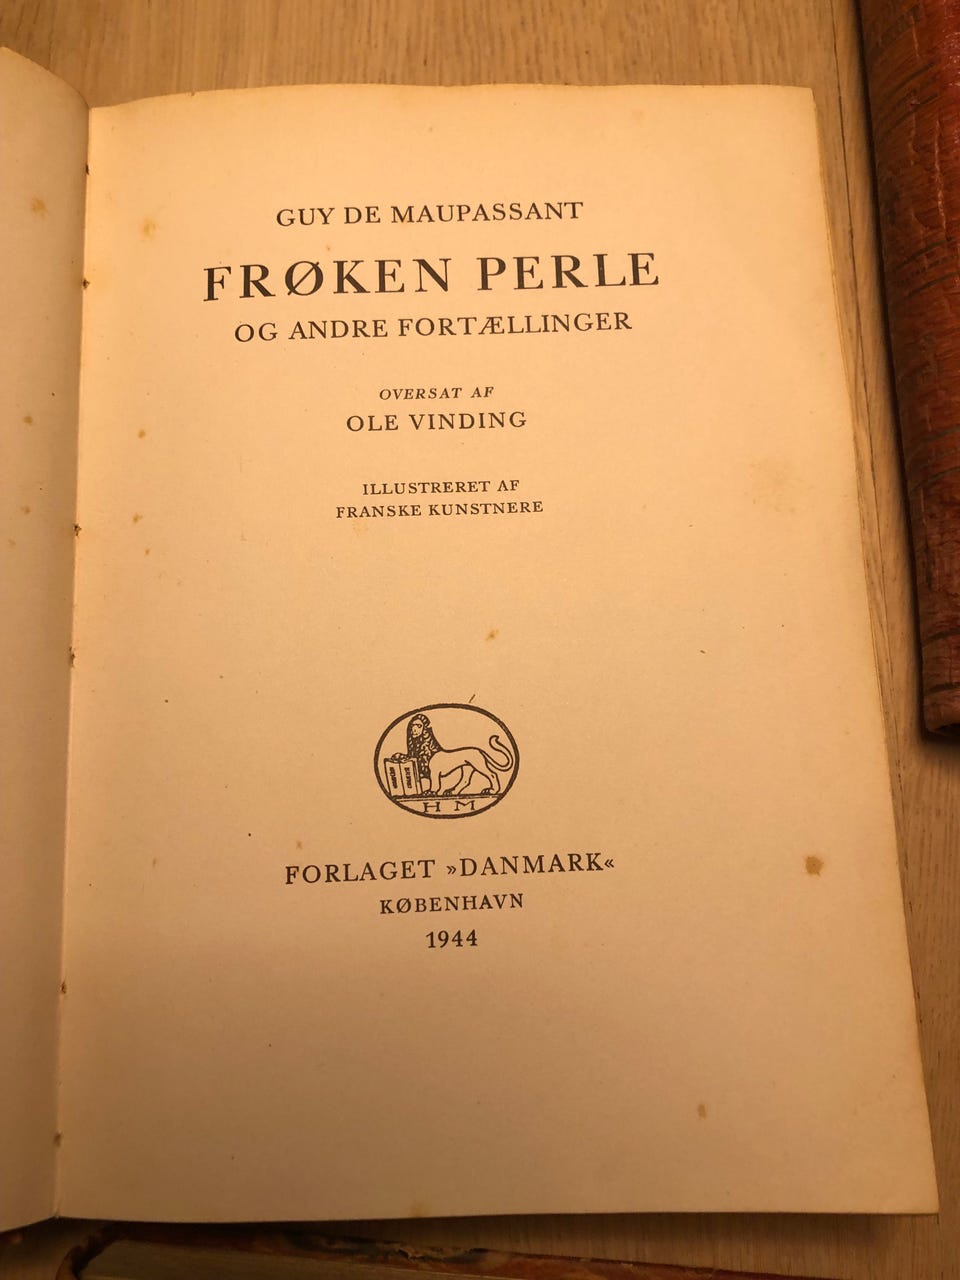 GUY DE MAUPASSANT
FRØKEN PERLE
OG ANDRE FORTÆLLINGER
OVERSAT AF
OLE VINDING
ILLUSTRERET AF
FRANSKE KUNSTNERE
H M
FORLAGET »DANMARK«
KØBENHAVN
1944